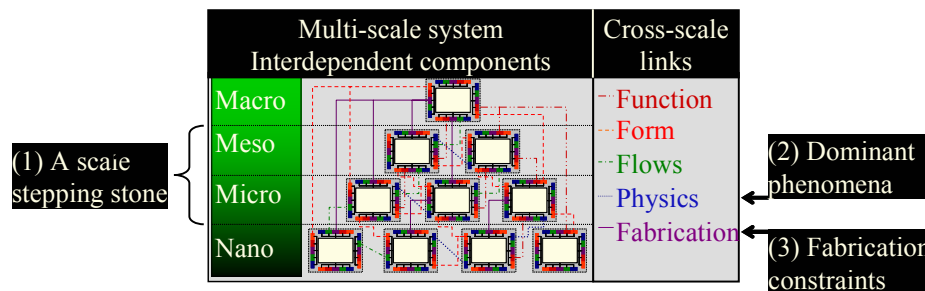 Multi-scale system
Interdependent components
Cross-scale
links
Macro
Meso
Micro
Nano
Function
Form
Flows
Physics
Fabrication
(1) A scale
stepping stone
(2) Dominant
phenomena
(3) Fabrication
constraints